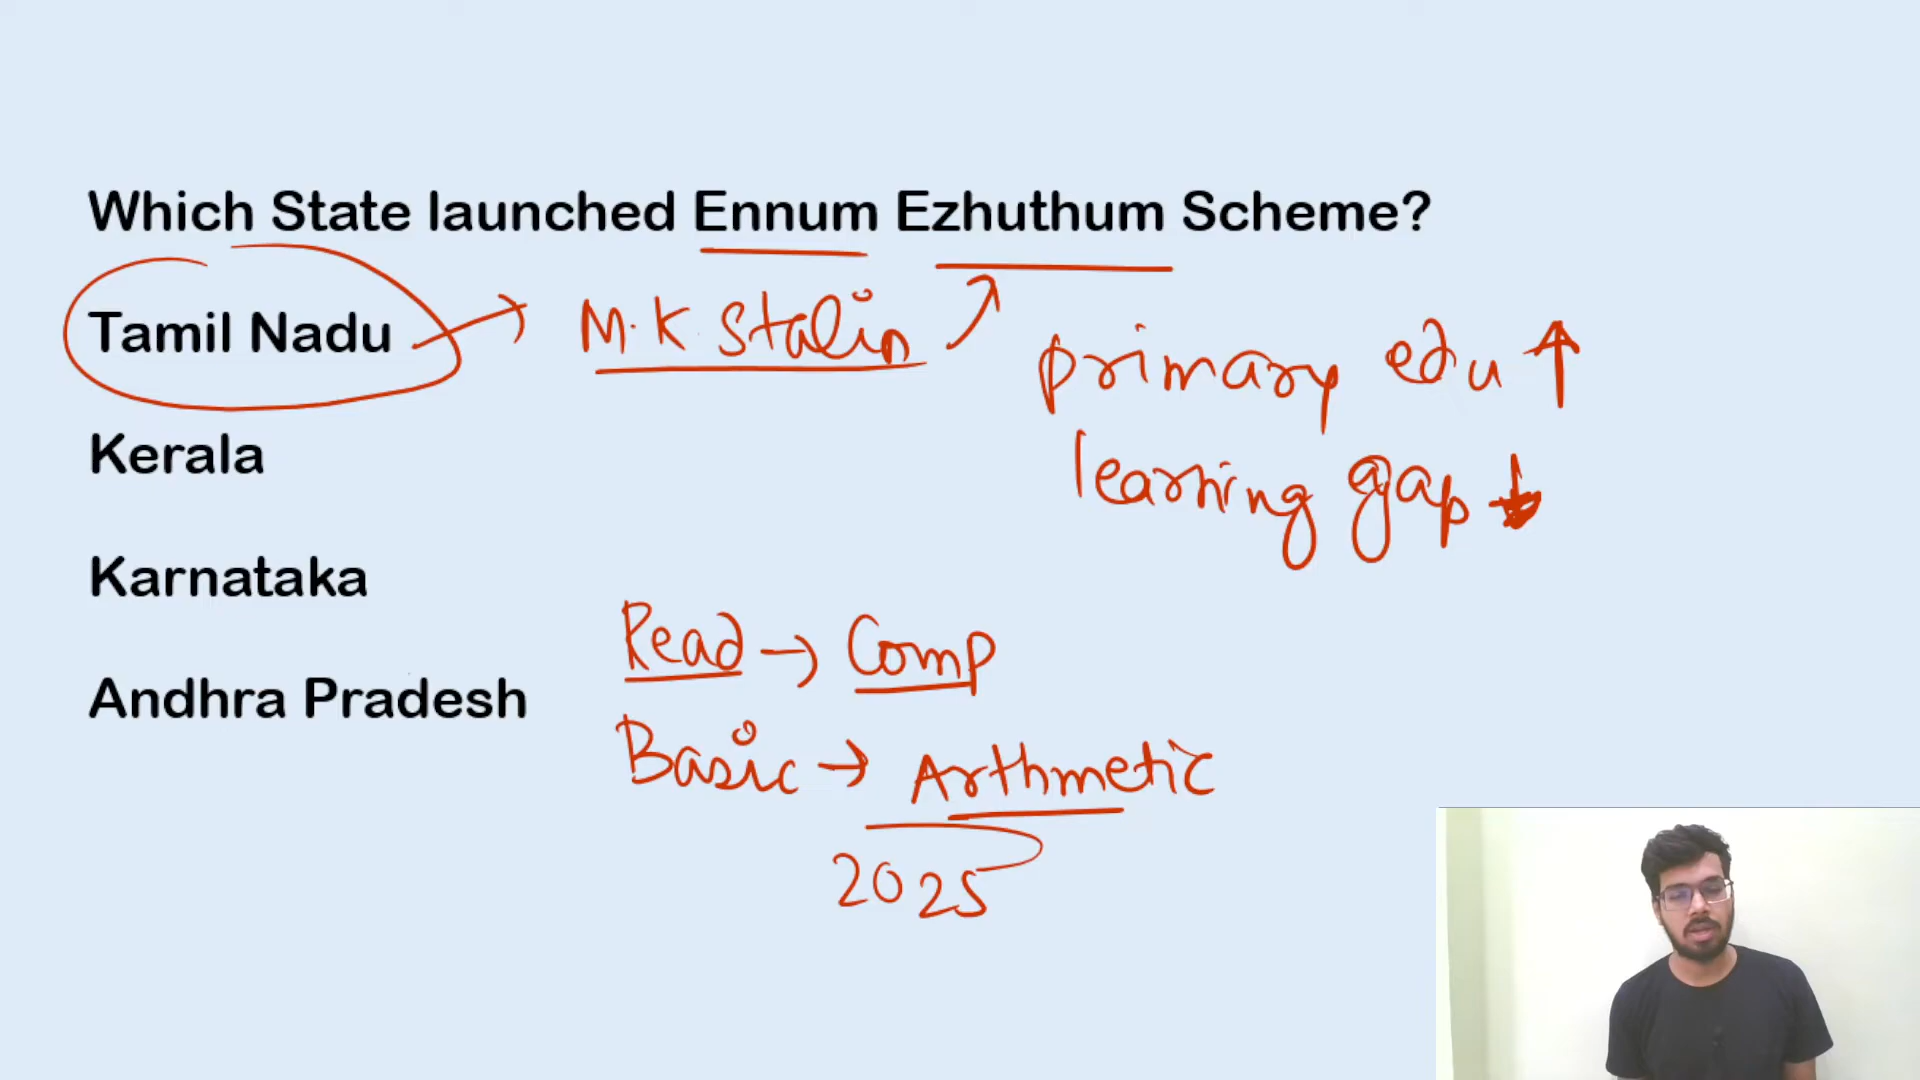 Which State launched Ennum Ezhuthum Scheme?
Tamil Nadu
M.K. Stalin
primary edu ↑
Kerala
learning gap ↓
Karnataka
Read → Comp
Andhra Pradesh
Basic → Arthmetic
2025